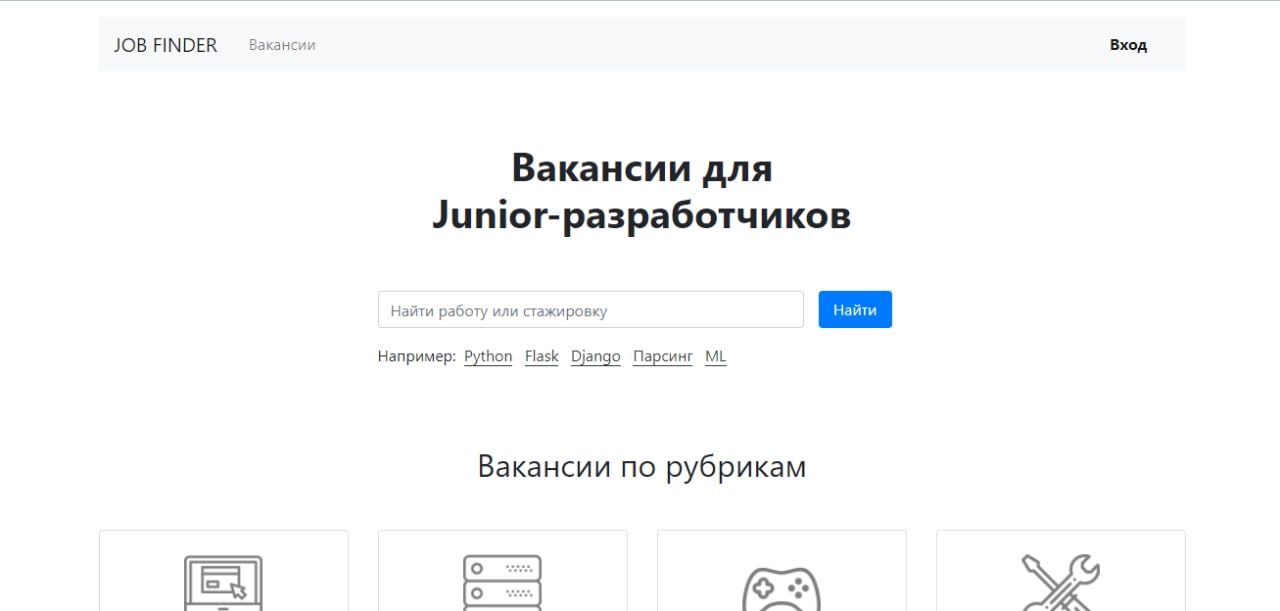 JOB FINDER Вакансии Вход
Вакансии для
Junior-разработчиков
Найти работу или стажировку Найти
Например: Python Flask Django Парсинг ML
Вакансии по рубрикам